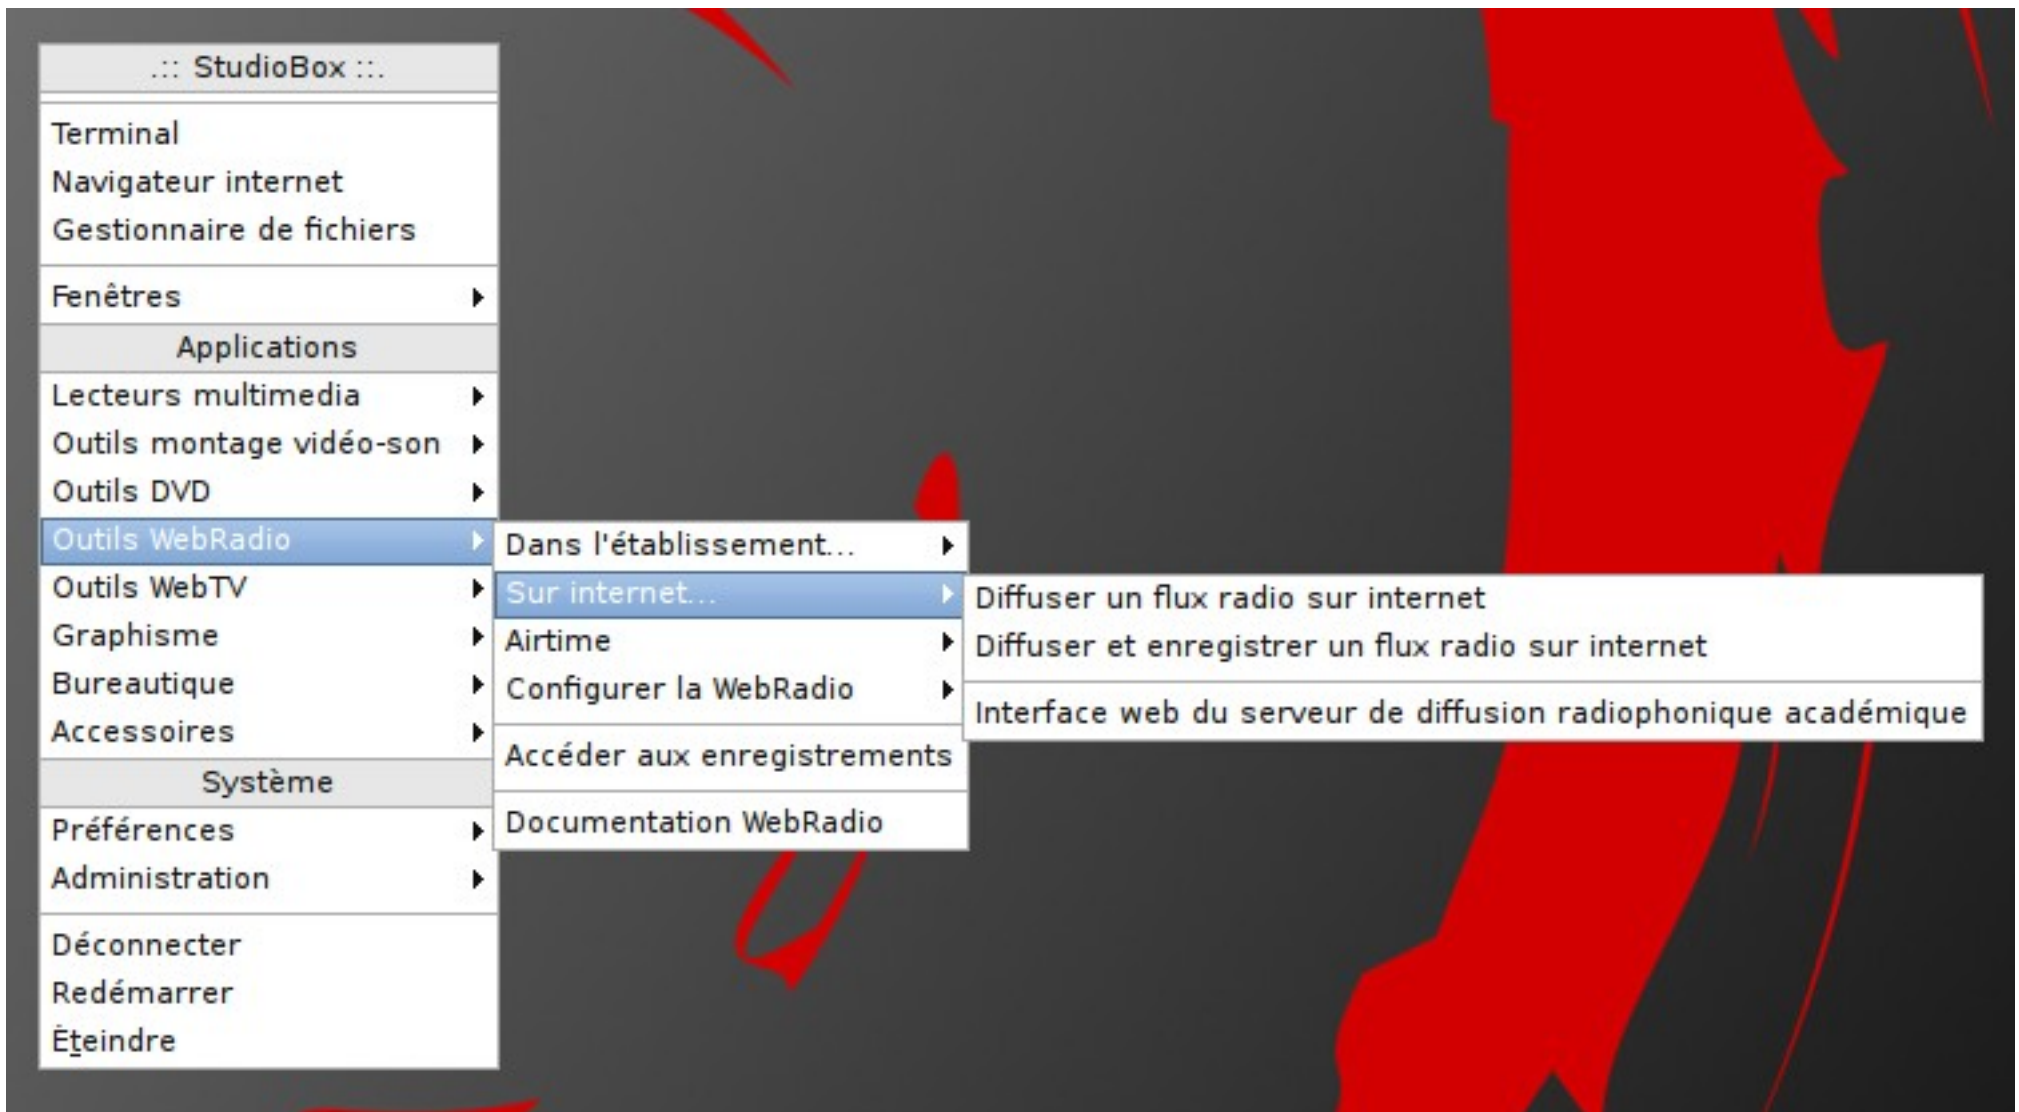 .:: StudioBox ::.
Terminal
Navigateur internet
Gestionnaire de fichiers
Fenêtres
Applications
Lecteurs multimedia
Outils montage vidéo-son
Outils DVD
Outils WebRadio
Outils WebTV
Graphisme
Bureautique
Accessoires
Système
Préférences
Administration
Déconnecter
Redémarrer
Éteindre
Dans l'établissement...
Sur internet...
Airtime
Configurer la WebRadio
Accéder aux enregistrements
Documentation WebRadio
Diffuser un flux radio sur internet
Diffuser et enregistrer un flux radio sur internet
Interface web du serveur de diffusion radiophonique académique